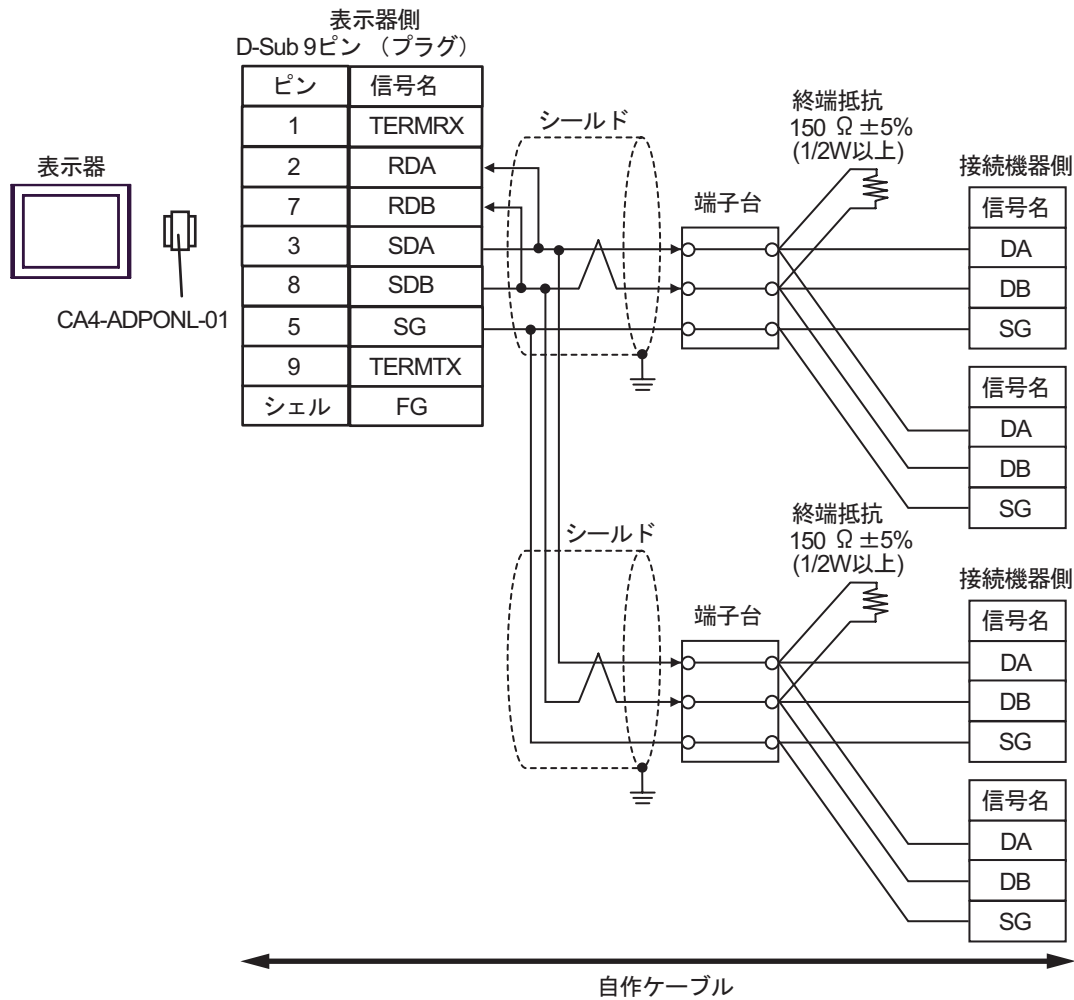 表示器側
D-Sub 9ピン （プラグ）
ピン 信号名
1 TERMRX
2 RDA
7 RDB
3 SDA
8 SDB
5 SG
9 TERMTX
シェル FG
表示器
CA4-ADPONL-01
シールド
端子台
終端抵抗
150 Ω ±5%
(1/2W以上)
接続機器側
信号名
DA
DB
SG
信号名
DA
DB
SG
シールド
端子台
終端抵抗
150 Ω ±5%
(1/2W以上)
接続機器側
信号名
DA
DB
SG
信号名
DA
DB
SG
自作ケーブル